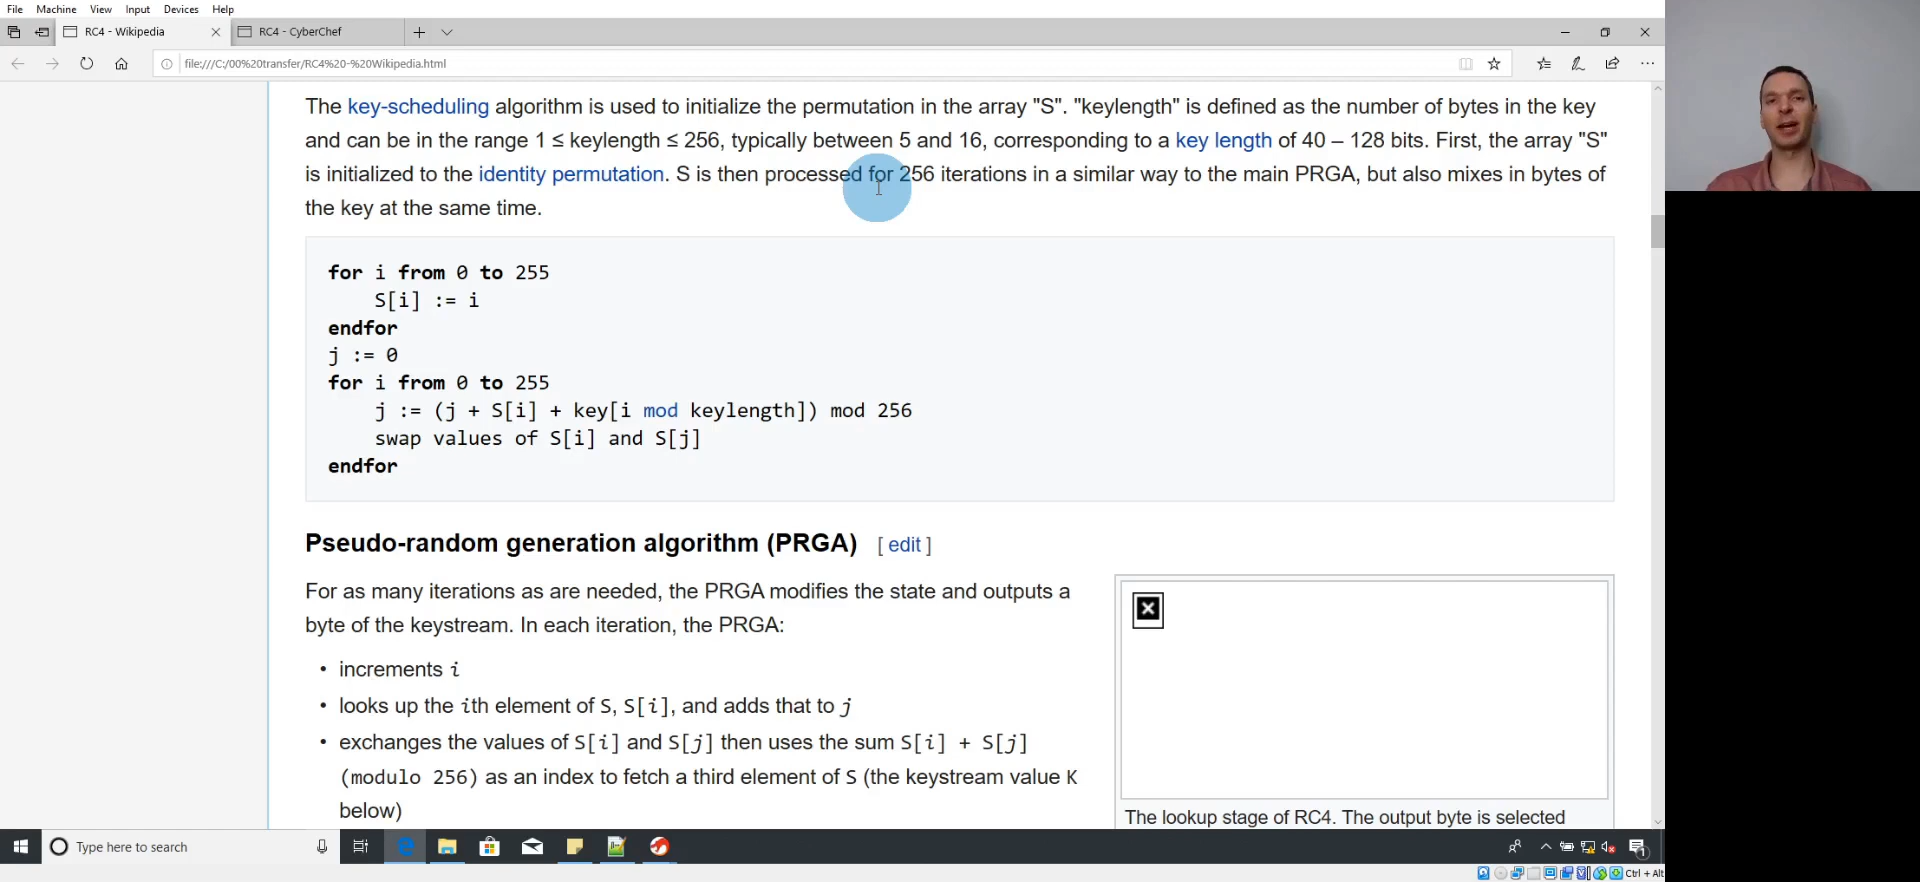 File Machine View Input Devices Help
RC4 - Wikipedia
RC4 - CyberChef
file:///C:/00%20transfer/RC4%20-%20Wikipedia.html
The key-scheduling algorithm is used to initialize the permutation in the array "S". "keylength" is defined as the number of bytes in the key
and can be in the range 1 ≤ keylength ≤ 256, typically between 5 and 16, corresponding to a key length of 40 – 128 bits. First, the array "S"
is initialized to the identity permutation. S is then processed for 256 iterations in a similar way to the main PRGA, but also mixes in bytes of
the key at the same time.
for i from 0 to 255
S[i] := i
endfor
j := 0
for i from 0 to 255
j := (j + S[i] + key[i mod keylength]) mod 256
swap values of S[i] and S[j]
endfor
Pseudo-random generation algorithm (PRGA) [ edit ]
For as many iterations as are needed, the PRGA modifies the state and outputs a
byte of the keystream. In each iteration, the PRGA:
• increments i
• looks up the ith element of S, S[i], and adds that to j
• exchanges the values of S[i] and S[j] then uses the sum S[i] + S[j]
(modulo 256) as an index to fetch a third element of S (the keystream value K
below)
The lookup stage of RC4. The output byte is selected
Type here to search
1
Ctrl + Alt